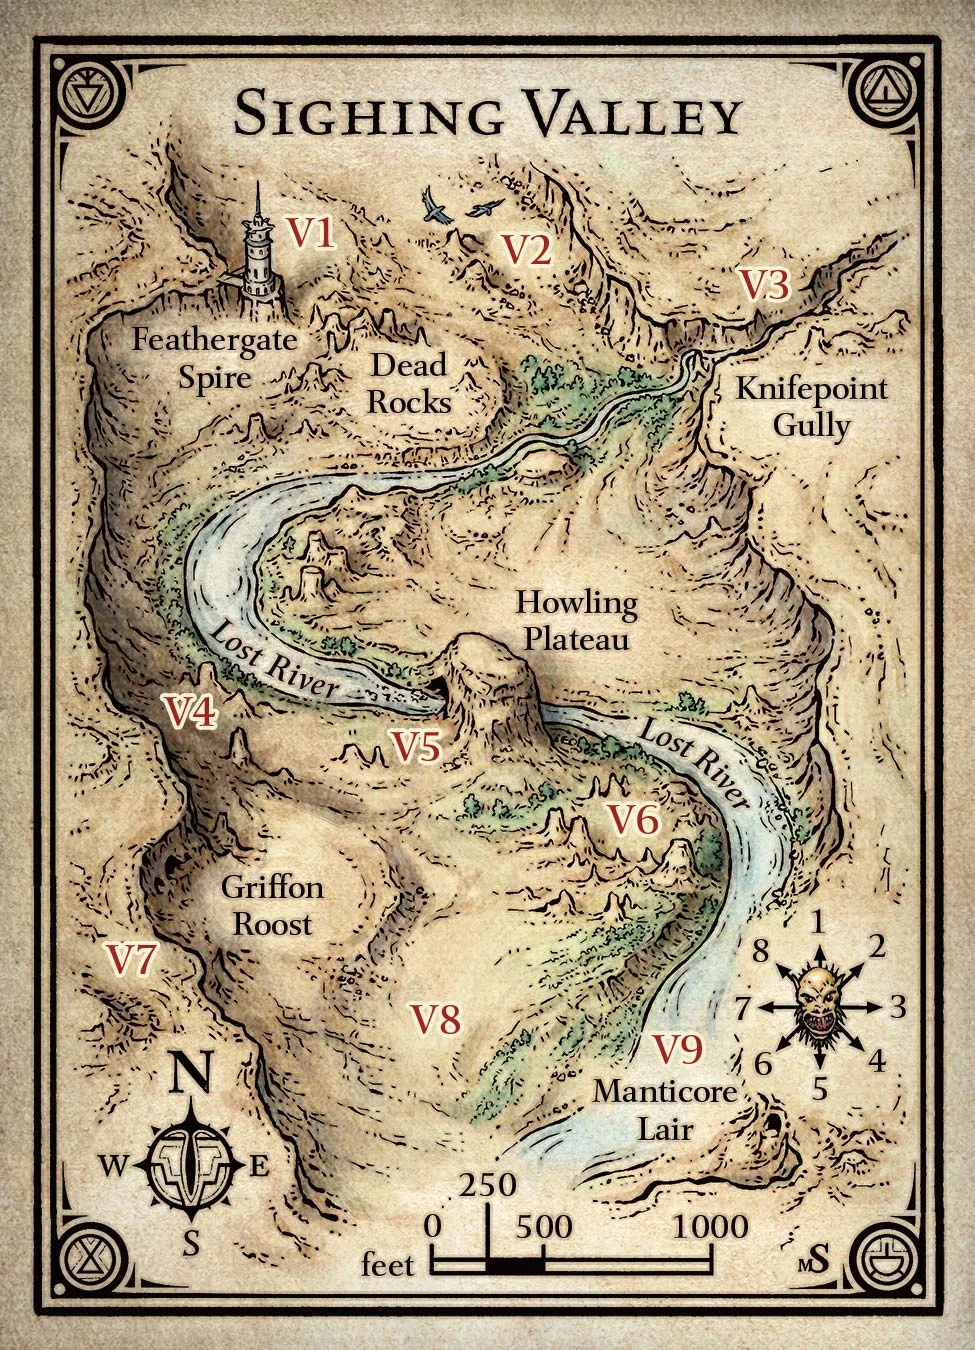 SIGHING VALLEY
V1
V2
V3
Feathergate
Spire
Dead
Rocks
Knifepoint
Gully
Howling
Plateau
Lost River
V4
V5
Lost River
V6
Griffon
Roost
V7
V8
V9
Manticore
Lair
1
2
3
4
5
6
7
8
N
W
E
S
250
0
500
1000
feet
MS